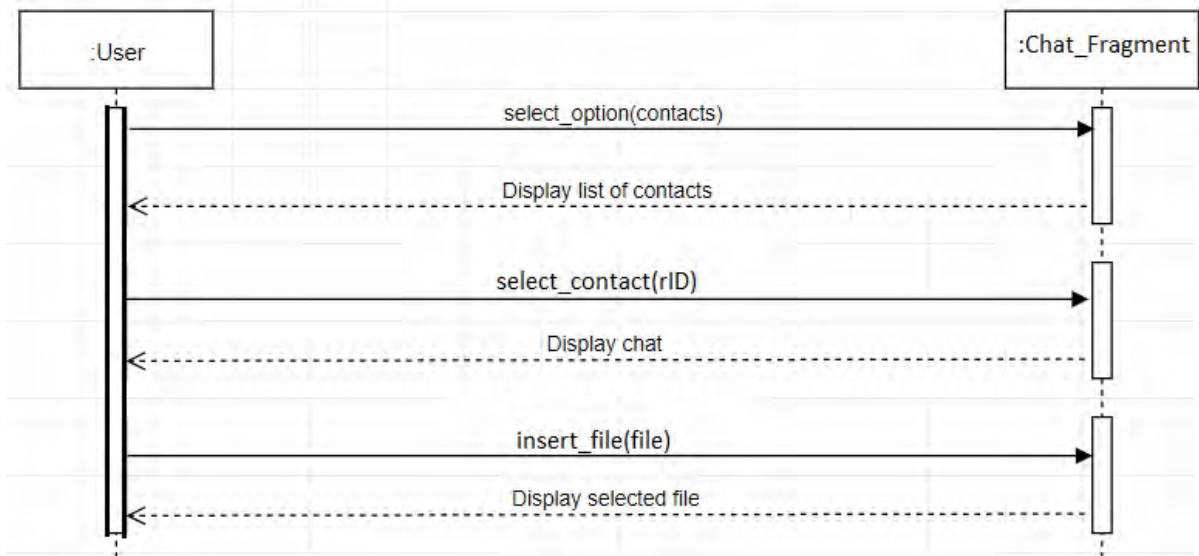 :User
:Chat_Fragment
select_option(contacts)
Display list of contacts
select_contact(rID)
Display chat
insert_file(file)
Display selected file